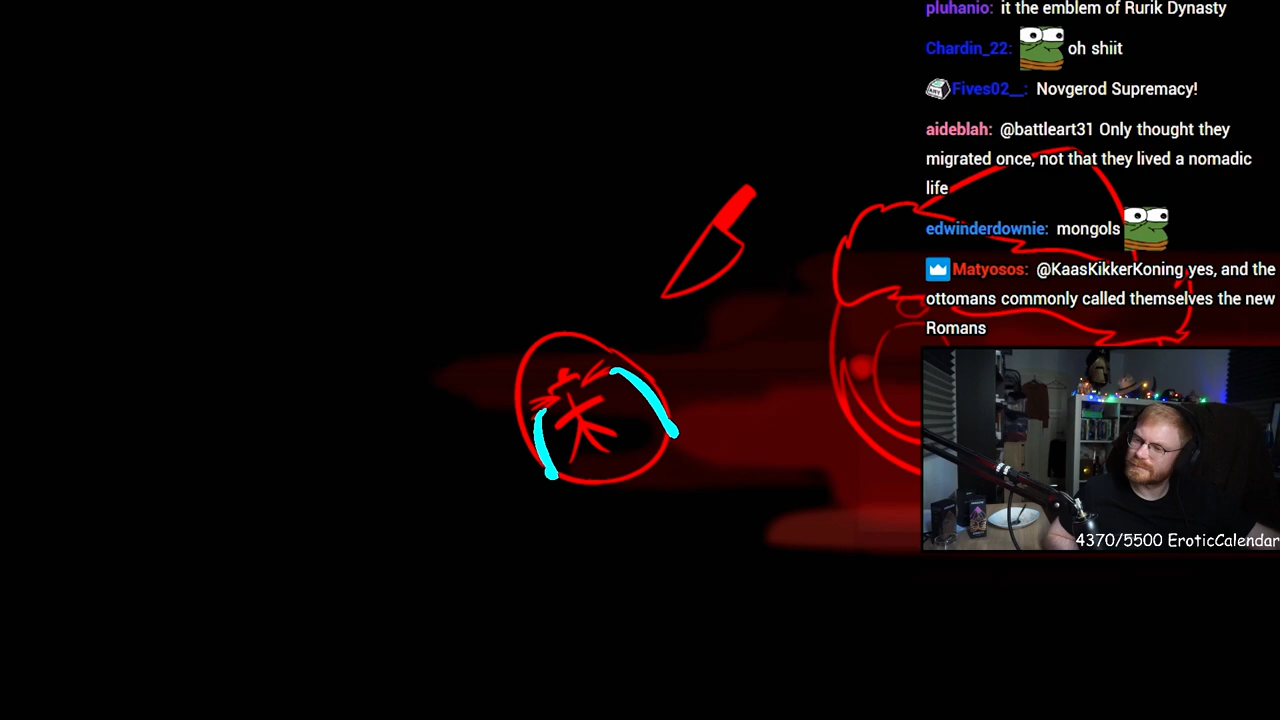 pluhanio: it the emblem of Rurik Dynasty
Chardin_22: oh shiit
Fives02__: Novgerod Supremacy!
aideblah: @battleart31 Only thought they
migrated once, not that they lived a nomadic
life
edwinderdownie: mongols
Matyosos: @KaasKikkerKoning yes, and the
ottomans commonly called themselves the new
Romans
4370/5500 EroticCalendar